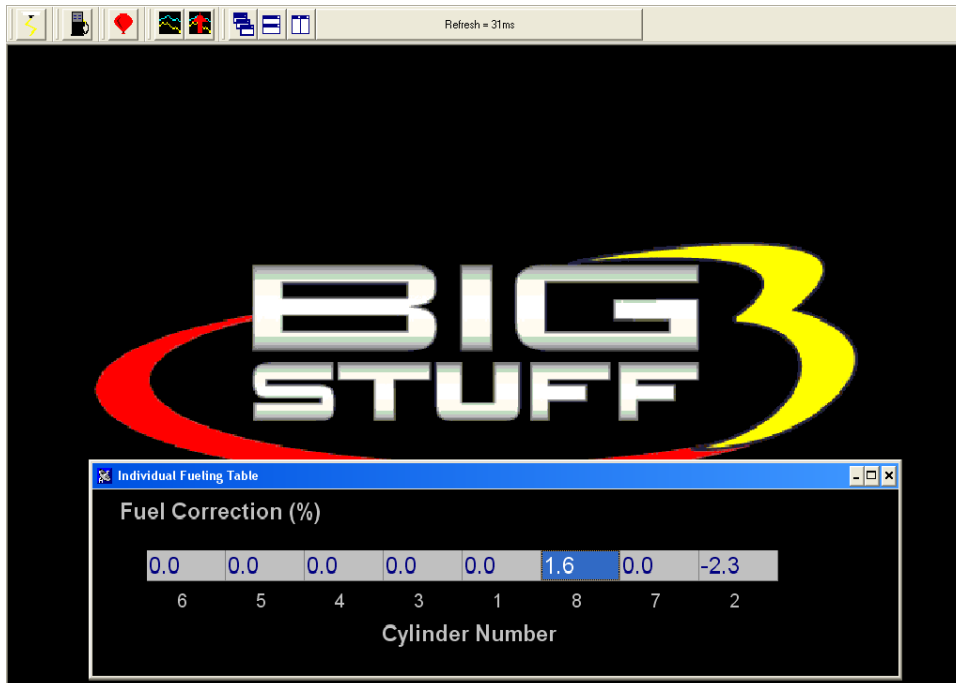 Refresh = 31ms
BIG 3
STUFF
Individual Fueling Table
Fuel Correction (%)
0.0 0.0 0.0 0.0 0.0 1.6 0.0 -2.3
6 5 4 3 1 8 7 2
Cylinder Number